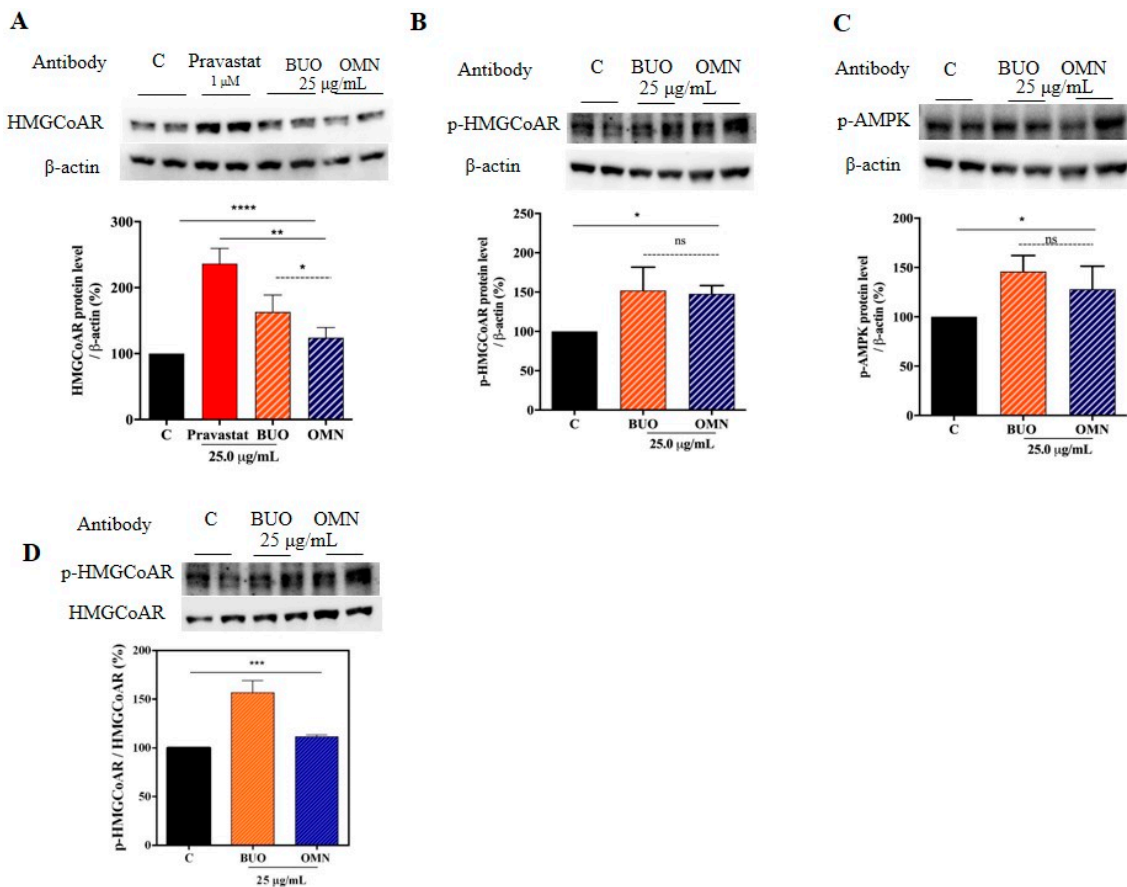 A
Antibody
C
Pravastat
1 µM
BUO
OMN
25 µg/mL
HMGCoAR
β-actin
****
**
*
HMGCoAR protein level
/ β-actin (%)
300
200
100
0
C
Pravastat
BUO
OMN
25.0 µg/mL
B
Antibody
C
BUO
OMN
25 µg/mL
p-HMGCoAR
β-actin
*
ns
p-HMGCoAR protein level
/ β-actin (%)
200
150
100
50
0
C
BUO
OMN
25.0 µg/mL
C
Antibody
C
BUO
OMN
25 µg/mL
p-AMPK
β-actin
*
ns
p-AMPK protein level
/ β-actin (%)
200
150
100
50
0
C
BUO
OMN
25.0 µg/mL
D
Antibody
C
BUO
OMN
25 µg/mL
p-HMGCoAR
HMGCoAR
***
p-HMGCoAR / HMGCoAR (%)
200
150
100
50
0
C
BUO
OMN
25 µg/mL